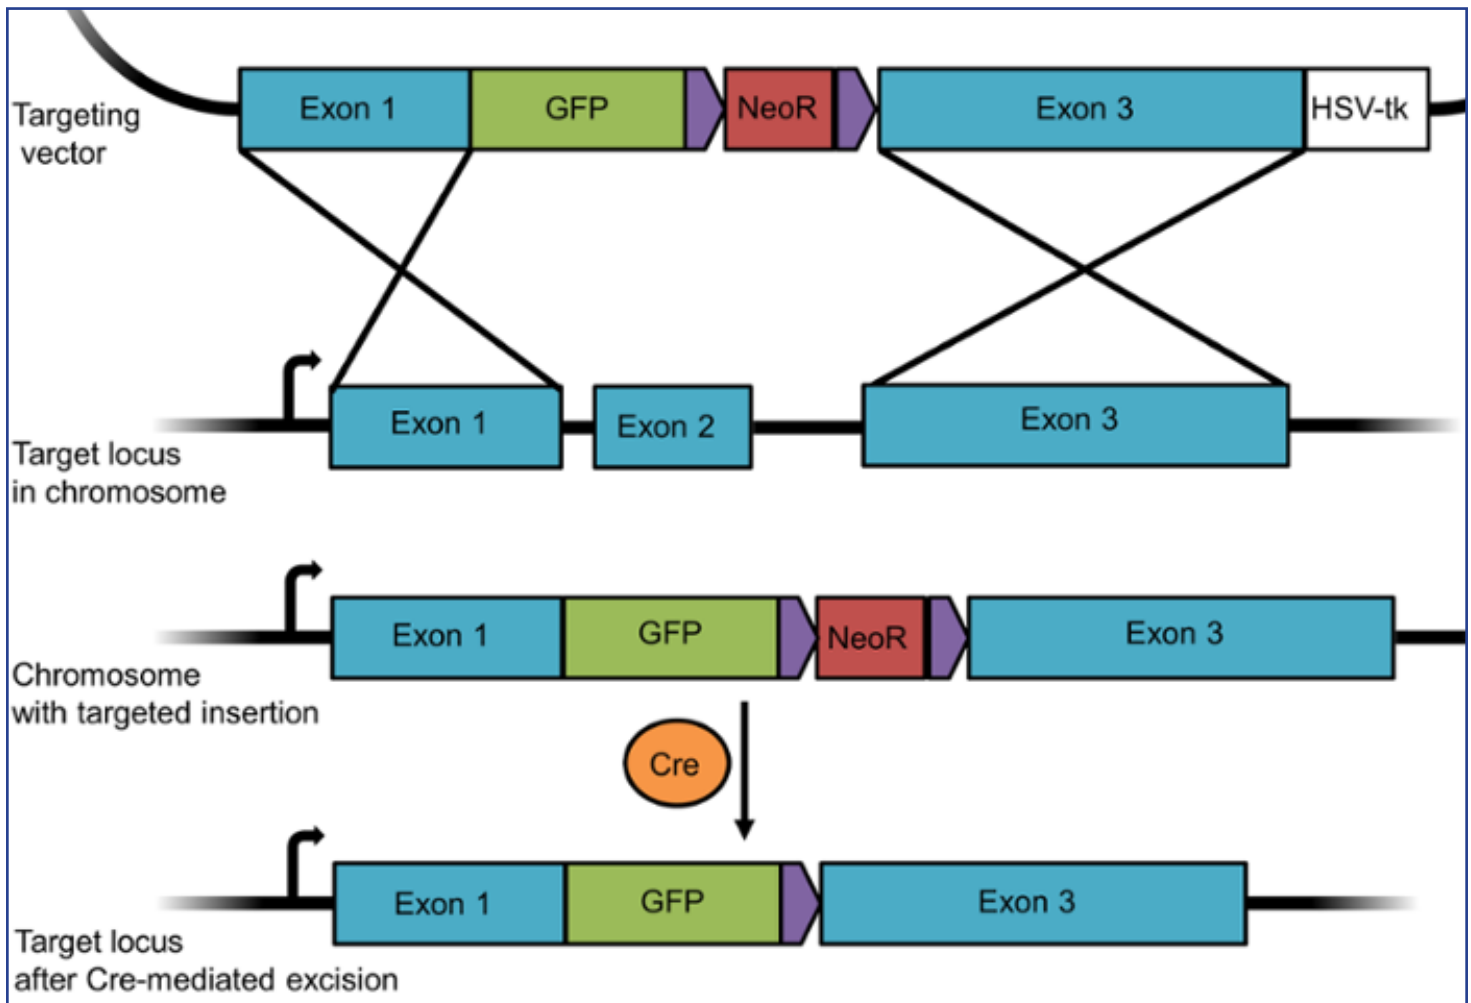 Exon 1 GFP NeoR Exon 3 HSV-tk
Targeting
vector
Exon 1 Exon 2 Exon 3
Target locus
in chromosome
Exon 1 GFP NeoR Exon 3
Chromosome
with targeted insertion
Cre
Exon 1 GFP Exon 3
Target locus
after Cre-mediated excision